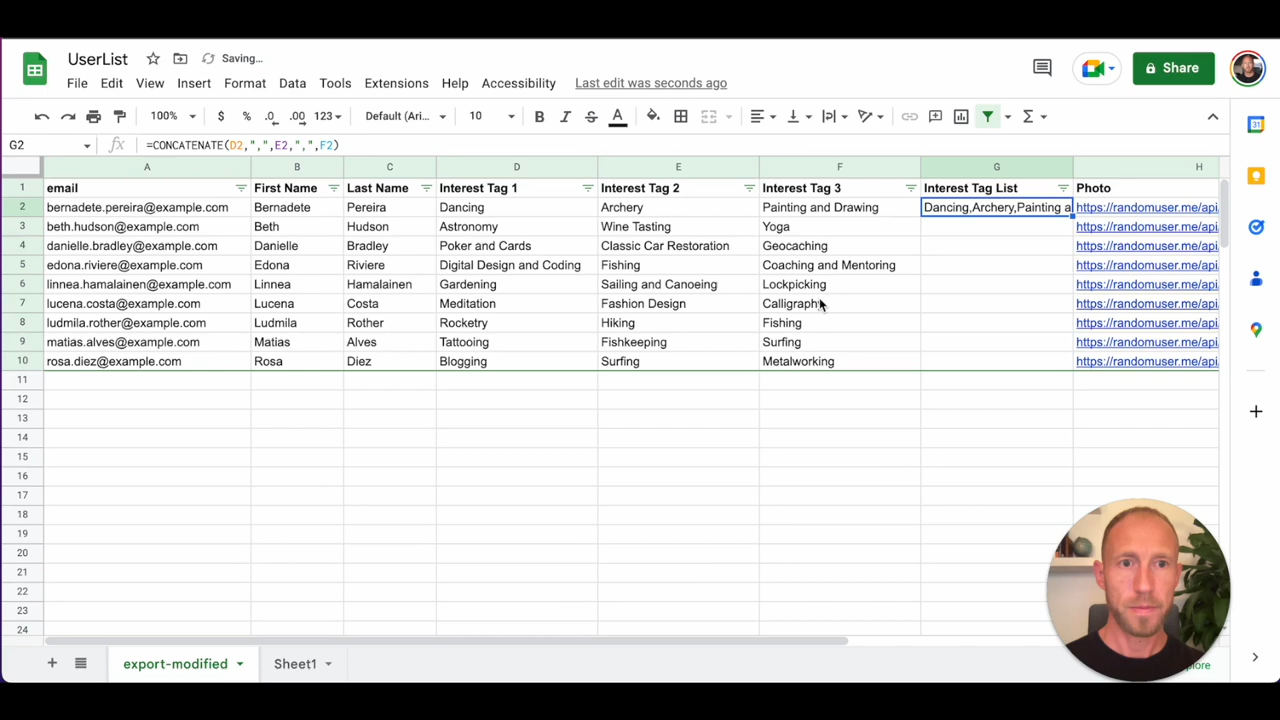 UserList Saving...
File Edit View Insert Format Data Tools Extensions Help Accessibility Last edit was seconds ago
Share
100% $ % .0 .00 123 Default (Ari... 10 B I S A Σ
G2 fx =CONCATENATE(D2,",",E2,",",F2)
A B C D E F G H
1 email First Name Last Name Interest Tag 1 Interest Tag 2 Interest Tag 3 Interest Tag List Photo
2 bernadete.pereira@example.com Bernadete Pereira Dancing Archery Painting and Drawing Dancing,Archery,Painting a https://randomuser.me/api/
3 beth.hudson@example.com Beth Hudson Astronomy Wine Tasting Yoga https://randomuser.me/api/
4 danielle.bradley@example.com Danielle Bradley Poker and Cards Classic Car Restoration Geocaching https://randomuser.me/api/
5 edona.riviere@example.com Edona Riviere Digital Design and Coding Fishing Coaching and Mentoring https://randomuser.me/api/
6 linnea.hamalainen@example.com Linnea Hamalainen Gardening Sailing and Canoeing Lockpicking https://randomuser.me/api/
7 lucena.costa@example.com Lucena Costa Meditation Fashion Design Calligraphy https://randomuser.me/api/
8 ludmila.rother@example.com Ludmila Rother Rocketry Hiking Fishing https://randomuser.me/api/
9 matias.alves@example.com Matias Alves Tattooing Fishkeeping Surfing https://randomuser.me/api/
10 rosa.diez@example.com Rosa Diez Blogging Surfing Metalworking https://randomuser.me/api/
11
12
13
14
15
16
17
18
19
20
21
22
23
24
export-modified Sheet1